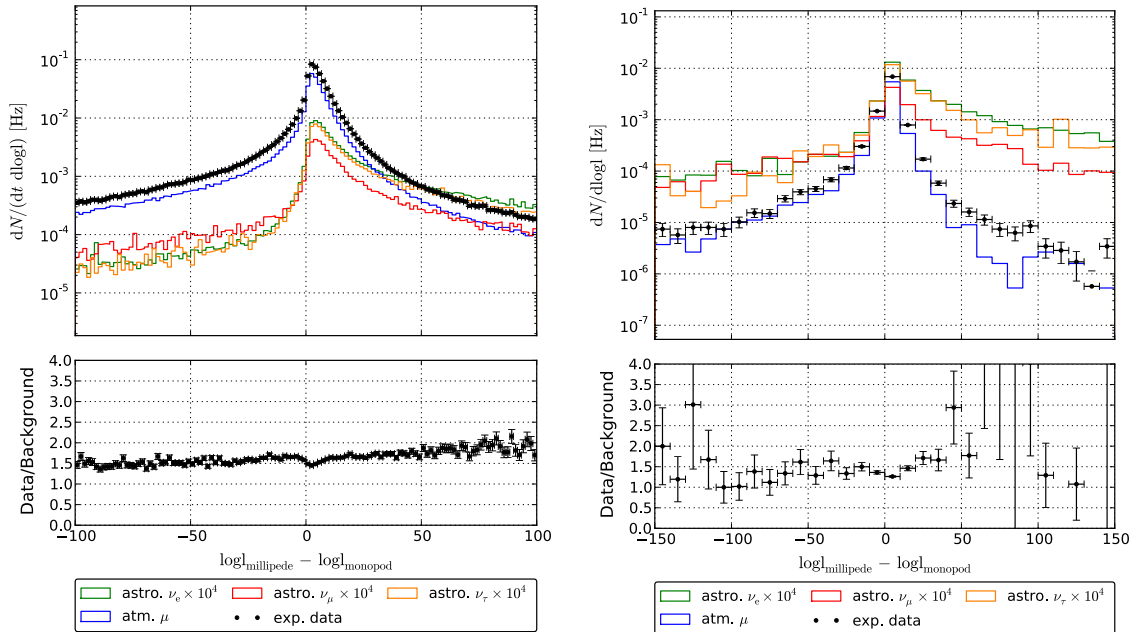 dN/(dt dlogl) [Hz]
10⁻¹
10⁻²
10⁻³
10⁻⁴
10⁻⁵
Data/Background
4.0
3.5
3.0
2.5
2.0
1.5
1.0
0.5
0.0
−100 −50 0 50 100
logl_millipede − logl_monopod
astro. ν_e × 10⁴ astro. ν_μ × 10⁴ astro. ν_τ × 10⁴
atm. μ exp. data
dN/dlogl [Hz]
10⁻¹
10⁻²
10⁻³
10⁻⁴
10⁻⁵
10⁻⁶
10⁻⁷
Data/Background
4.0
3.5
3.0
2.5
2.0
1.5
1.0
0.5
0.0
−150 −100 −50 0 50 100 150
logl_millipede − logl_monopod
astro. ν_e × 10⁴ astro. ν_μ × 10⁴ astro. ν_τ × 10⁴
atm. μ exp. data